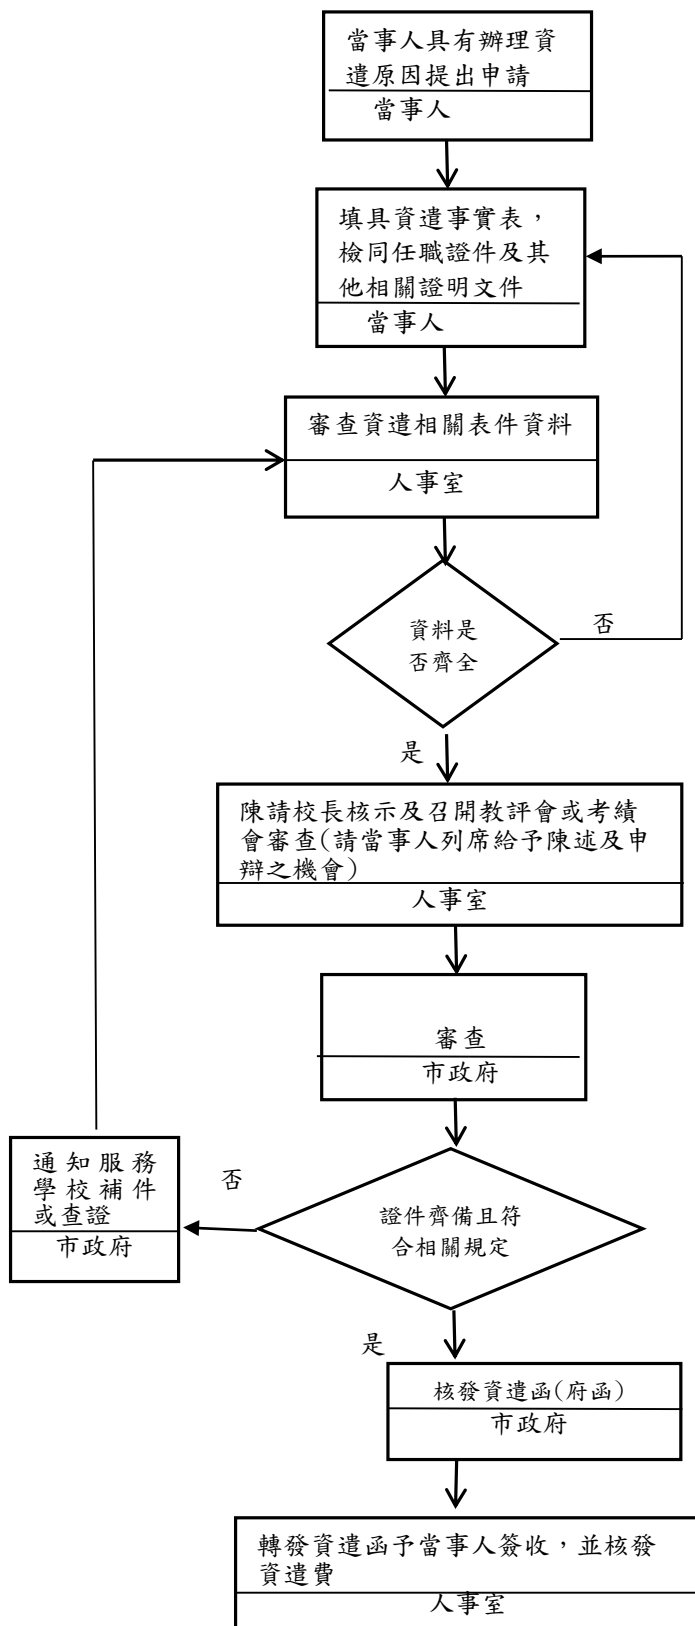 當事人具有辦理資
遣原因提出申請
當事人
填具資遣事實表，
檢同任職證件及其
他相關證明文件
當事人
審查資遣相關表件資料
人事室
資料是
否齊全
否
是
陳請校長核示及召開教評會或考績
會審查(請當事人列席給予陳述及申
辯之機會)
人事室
審查
市政府
通知服務
學校補件
或查證
市政府
否
證件齊備且符
合相關規定
是
核發資遣函(府函)
市政府
轉發資遣函予當事人簽收，並核發
資遣費
人事室